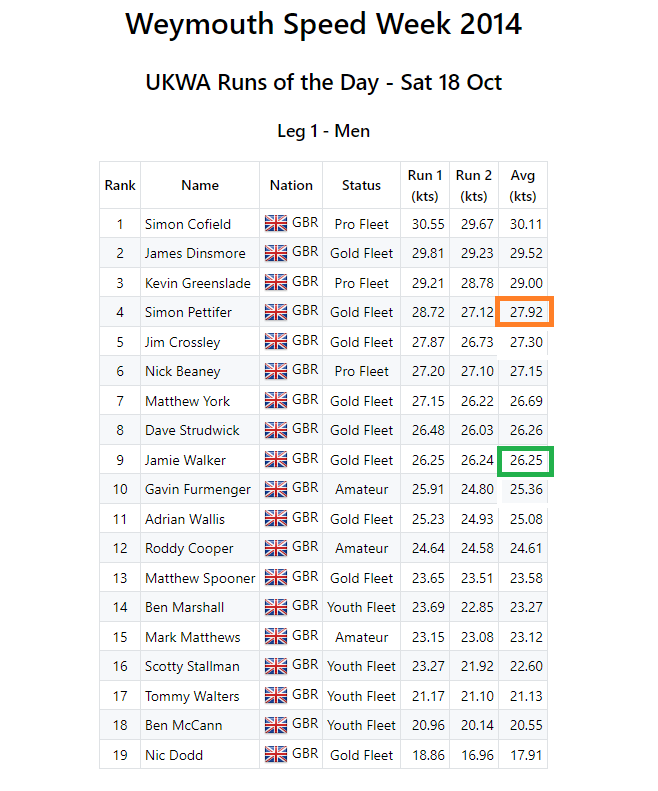 Weymouth Speed Week 2014
UKWA Runs of the Day - Sat 18 Oct
Leg 1 - Men
Rank Name Nation Status Run 1 (kts) Run 2 (kts) Avg (kts)
1 Simon Cofield GBR Pro Fleet 30.55 29.67 30.11
2 James Dinsmore GBR Gold Fleet 29.81 29.23 29.52
3 Kevin Greenslade GBR Pro Fleet 29.21 28.78 29.00
4 Simon Pettifer GBR Gold Fleet 28.72 27.12 27.92
5 Jim Crossley GBR Gold Fleet 27.87 26.73 27.30
6 Nick Beaney GBR Pro Fleet 27.20 27.10 27.15
7 Matthew York GBR Gold Fleet 27.15 26.22 26.69
8 Dave Strudwick GBR Gold Fleet 26.48 26.03 26.26
9 Jamie Walker GBR Gold Fleet 26.25 26.24 26.25
10 Gavin Furmenger GBR Amateur 25.91 24.80 25.36
11 Adrian Wallis GBR Gold Fleet 25.23 24.93 25.08
12 Roddy Cooper GBR Amateur 24.64 24.58 24.61
13 Matthew Spooner GBR Gold Fleet 23.65 23.51 23.58
14 Ben Marshall GBR Youth Fleet 23.69 22.85 23.27
15 Mark Matthews GBR Amateur 23.15 23.08 23.12
16 Scotty Stallman GBR Youth Fleet 23.27 21.92 22.60
17 Tommy Walters GBR Youth Fleet 21.17 21.10 21.13
18 Ben McCann GBR Youth Fleet 20.96 20.14 20.55
19 Nic Dodd GBR Gold Fleet 18.86 16.96 17.91